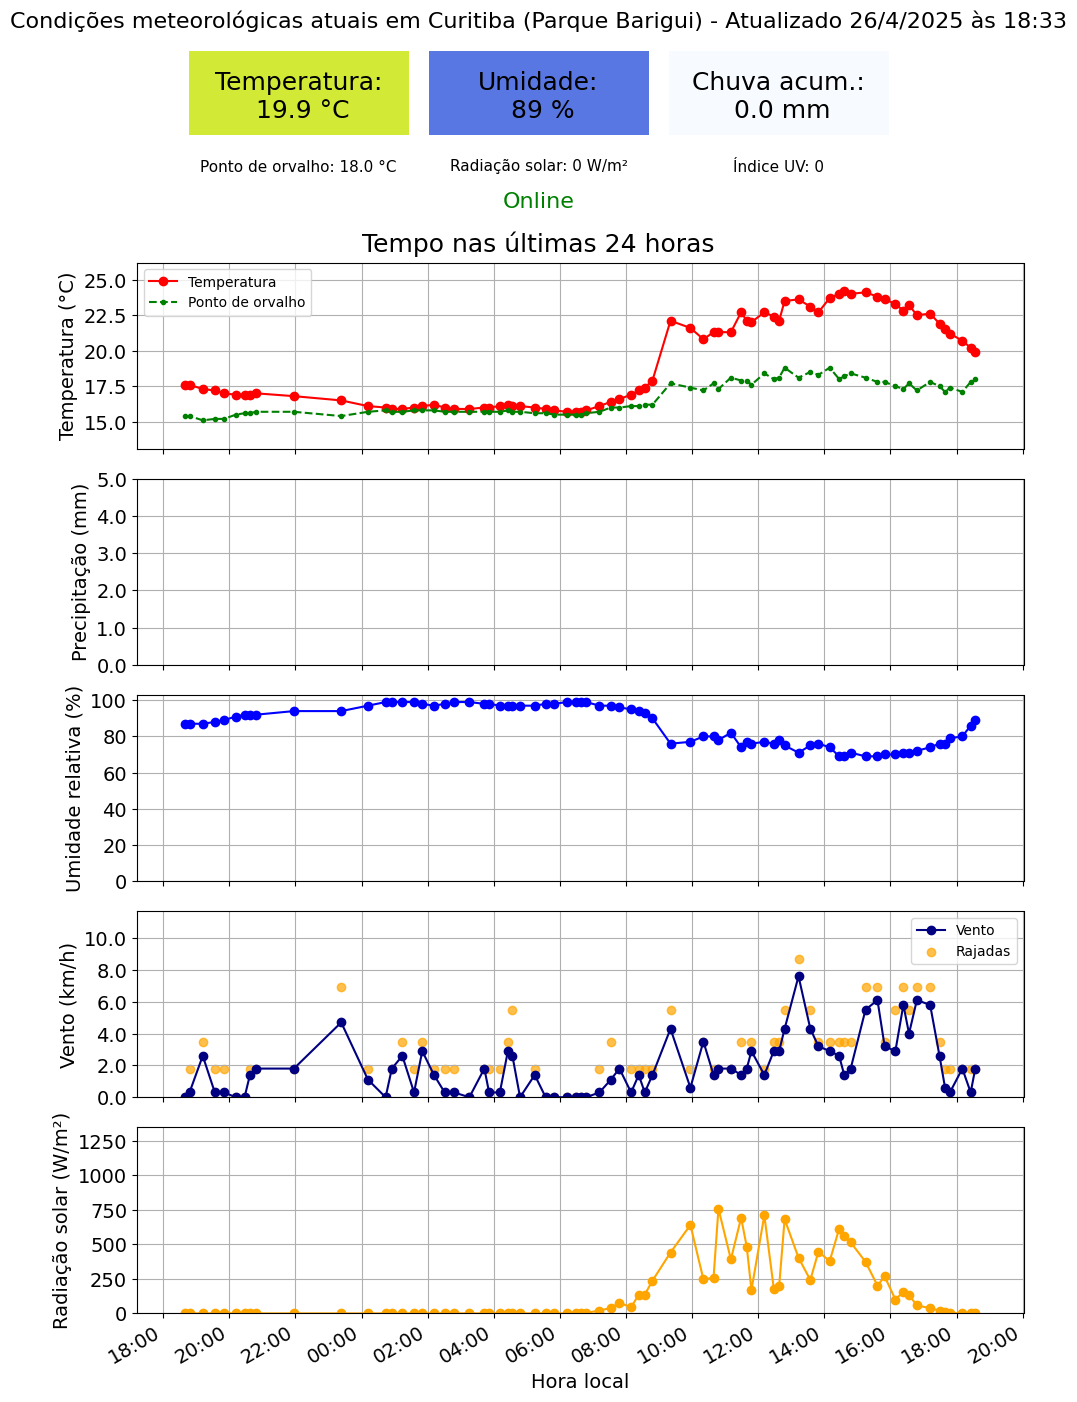 Condições meteorológicas atuais em Curitiba (Parque Barigui) - Atualizado 26/4/2025 às 18:33
Temperatura:
19.9 °C
Umidade:
89 %
Chuva acum.:
0.0 mm
Ponto de orvalho: 18.0 °C
Radiação solar: 0 W/m²
Índice UV: 0
Online
Tempo nas últimas 24 horas
Temperatura (°C)
25.0
22.5
20.0
17.5
15.0
Temperatura
Ponto de orvalho
Precipitação (mm)
5.0
4.0
3.0
2.0
1.0
0.0
Umidade relativa (%)
100
80
60
40
20
0
Vento (km/h)
10.0
8.0
6.0
4.0
2.0
0.0
Vento
Rajadas
Radiação solar (W/m²)
1250
1000
750
500
250
0
18:00
20:00
22:00
00:00
02:00
04:00
06:00
08:00
10:00
12:00
14:00
16:00
18:00
20:00
Hora local